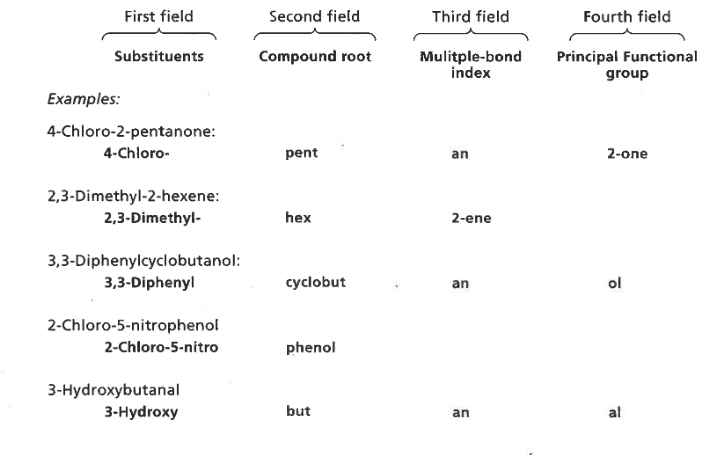 First field Second field Third field Fourth field
Substituents Compound root Mulitple-bond index Principal Functional group
Examples:
4-Chloro-2-pentanone:
4-Chloro- pent an 2-one
2,3-Dimethyl-2-hexene:
2,3-Dimethyl- hex 2-ene
3,3-Diphenylcyclobutanol:
3,3-Diphenyl cyclobut an ol
2-Chloro-5-nitrophenol
2-Chloro-5-nitro phenol
3-Hydroxybutanal
3-Hydroxy but an al